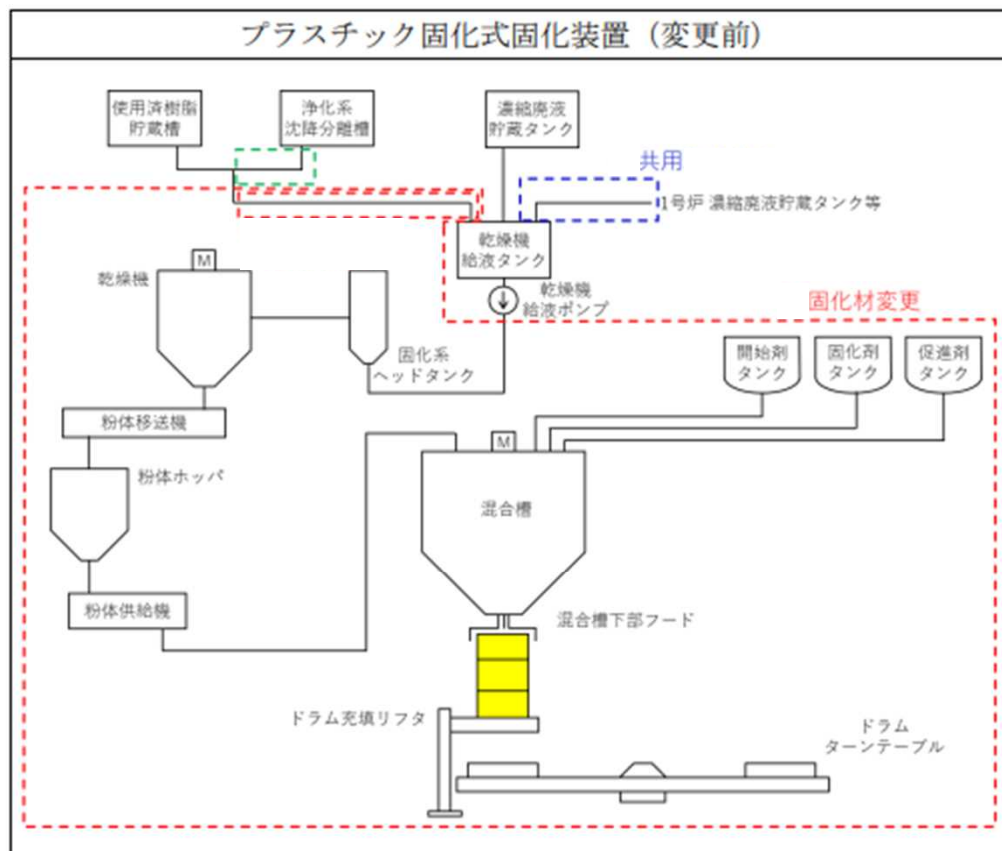 プラスチック固化式固化装置（変更前）
使用済樹脂
貯蔵槽
浄化系
沈降分離槽
濃縮廃液
貯蔵タンク
共用
1号炉 濃縮廃液貯蔵タンク等
乾燥機
給液タンク
M
乾燥機
乾燥機
給液ポンプ
固化材変更
固化系
ヘッドタンク
開始剤
タンク
固化剤
タンク
促進剤
タンク
粉体移送機
M
粉体ホッパ
混合槽
粉体供給機
混合槽下部フード
ドラム充填リフタ
ドラム
ターンテーブル